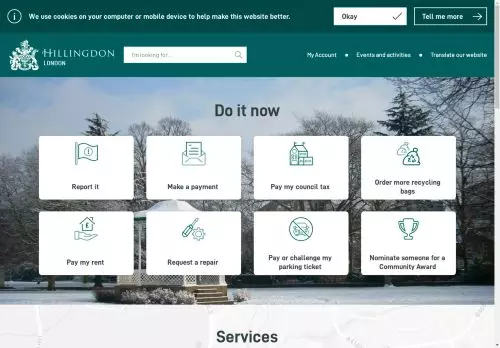 We use cookies on your computer or mobile device to help make this website better.
Okay
Tell me more
HILLINGDON
LONDON
I'm looking for...
My Account
Events and activities
Translate our website
Do it now
Report it
Make a payment
Pay my council tax
Order more recycling
bags
Pay my rent
Request a repair
Pay or challenge my
parking ticket
Nominate someone for a
Community Award
Services